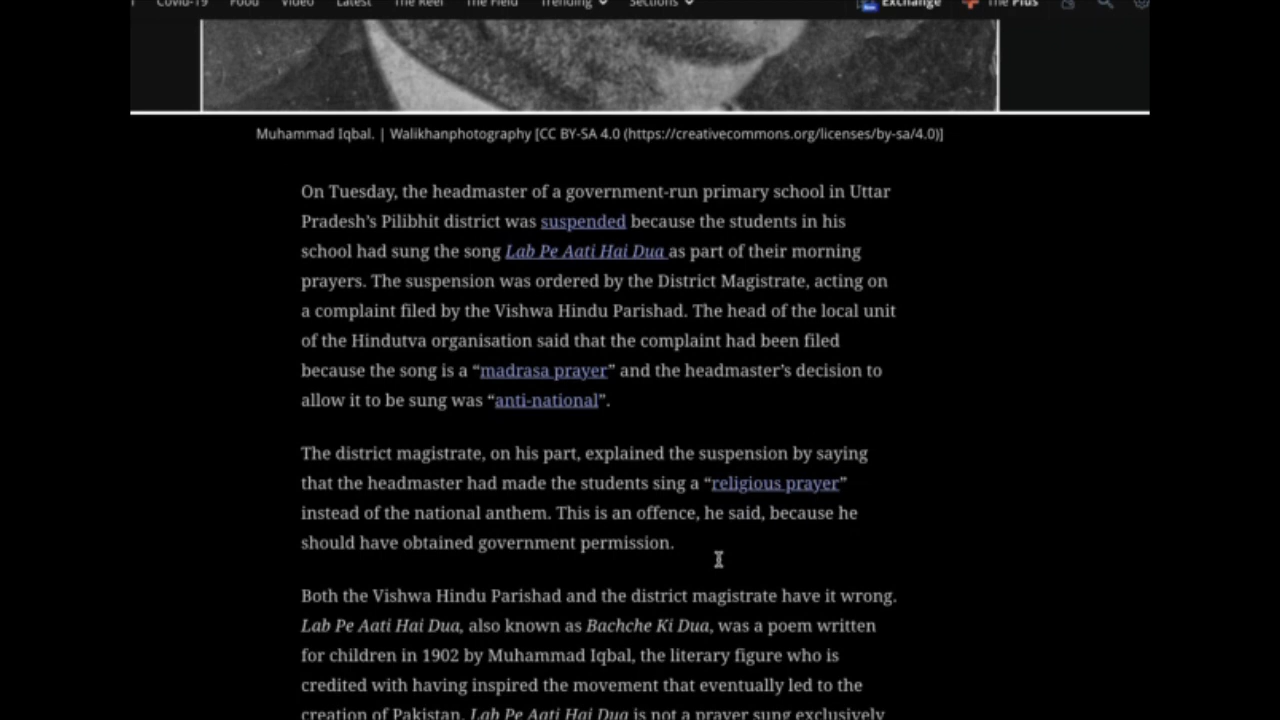 Covid-19 Food Video Latest The Reel The Field Trending Sections Exchange The Plus
Muhammad Iqbal. | Walikhanphotography [CC BY-SA 4.0 (https://creativecommons.org/licenses/by-sa/4.0)]
On Tuesday, the headmaster of a government-run primary school in Uttar
Pradesh’s Pilibhit district was suspended because the students in his
school had sung the song Lab Pe Aati Hai Dua as part of their morning
prayers. The suspension was ordered by the District Magistrate, acting on
a complaint filed by the Vishwa Hindu Parishad. The head of the local unit
of the Hindutva organisation said that the complaint had been filed
because the song is a “madrasa prayer” and the headmaster’s decision to
allow it to be sung was “anti-national”.
The district magistrate, on his part, explained the suspension by saying
that the headmaster had made the students sing a “religious prayer”
instead of the national anthem. This is an offence, he said, because he
should have obtained government permission.
Both the Vishwa Hindu Parishad and the district magistrate have it wrong.
Lab Pe Aati Hai Dua, also known as Bachche Ki Dua, was a poem written
for children in 1902 by Muhammad Iqbal, the literary figure who is
credited with having inspired the movement that eventually led to the
creation of Pakistan. Lab Pe Aati Hai Dua is not a prayer sung exclusively